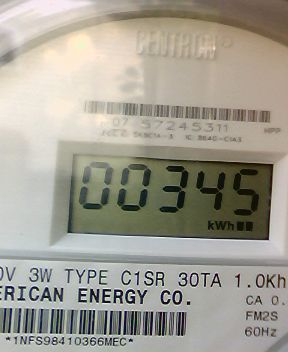 CENTRON®
07 57245311
HPP
00345
kWh
0V 3W TYPE C1SR 30TA 1.0Kh
ERICAN ENERGY CO.
CA 0.
FM2S
60Hz
*1NFS98410366MEC*